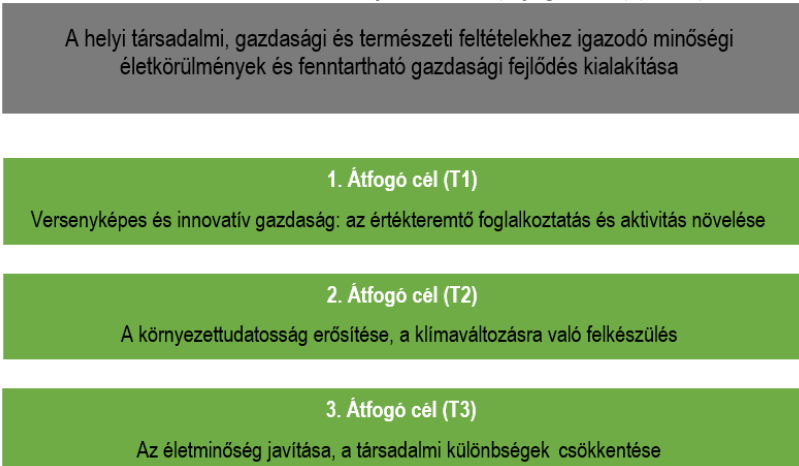 A helyi társadalmi, gazdasági és természeti feltételekhez igazodó minőségi
életkörülmények és fenntartható gazdasági fejlődés kialakítása
1. Átfogó cél (T1)
Versenyképes és innovatív gazdaság: az értékteremtő foglalkoztatás és aktivitás növelése
2. Átfogó cél (T2)
A környezettudatosság erősítése, a klímaváltozásra való felkészülés
3. Átfogó cél (T3)
Az életminőség javítása, a társadalmi különbségek csökkentése